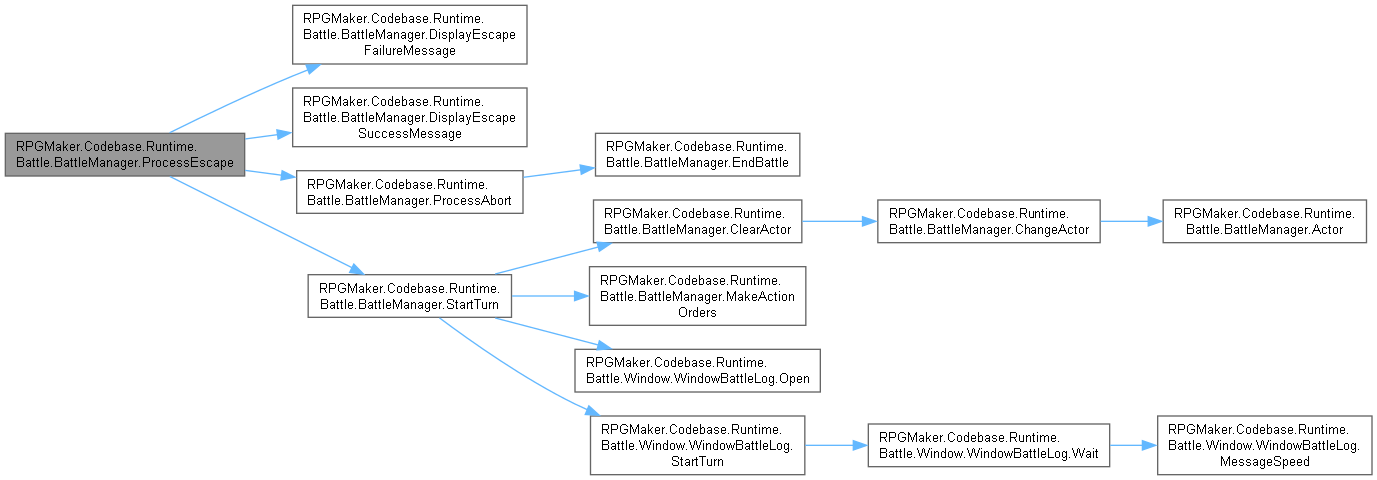 RPGMaker.Codebase.Runtime.
Battle.BattleManager.DisplayEscape
FailureMessage
RPGMaker.Codebase.Runtime.
Battle.BattleManager.DisplayEscape
SuccessMessage
RPGMaker.Codebase.Runtime.
Battle.BattleManager.ProcessEscape
RPGMaker.Codebase.Runtime.
Battle.BattleManager.EndBattle
RPGMaker.Codebase.Runtime.
Battle.BattleManager.ProcessAbort
RPGMaker.Codebase.Runtime.
Battle.BattleManager.ClearActor
RPGMaker.Codebase.Runtime.
Battle.BattleManager.ChangeActor
RPGMaker.Codebase.Runtime.
Battle.BattleManager.Actor
RPGMaker.Codebase.Runtime.
Battle.BattleManager.StartTurn
RPGMaker.Codebase.Runtime.
Battle.BattleManager.MakeAction
Orders
RPGMaker.Codebase.Runtime.
Battle.Window.WindowBattleLog.Open
RPGMaker.Codebase.Runtime.
Battle.Window.WindowBattleLog.
StartTurn
RPGMaker.Codebase.Runtime.
Battle.Window.WindowBattleLog.Wait
RPGMaker.Codebase.Runtime.
Battle.Window.WindowBattleLog.
MessageSpeed